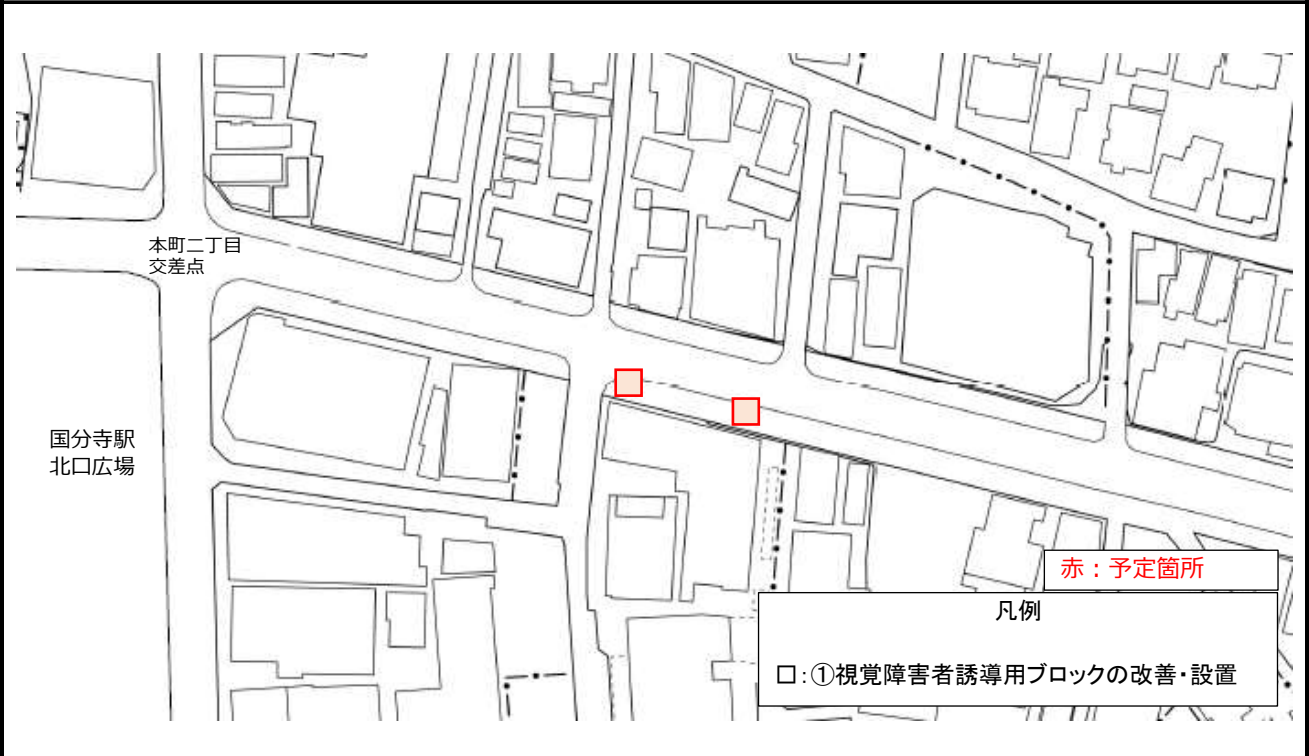 本町二丁目
交差点
国分寺駅
北口広場
赤：予定箇所
凡例
□：①視覚障害者誘導用ブロックの改善・設置